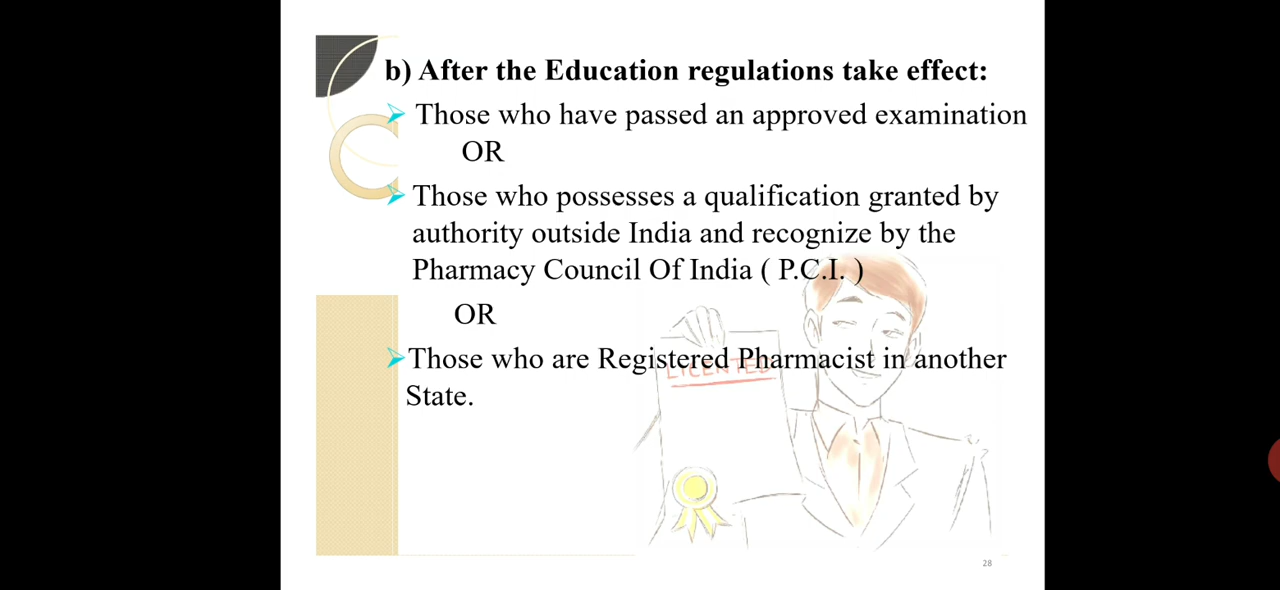 b) After the Education regulations take effect:
Those who have passed an approved examination
OR
Those who possesses a qualification granted by
authority outside India and recognize by the
Pharmacy Council Of India ( P.C.I. )
OR
Those who are Registered Pharmacist in another
LICENTED
State.
28